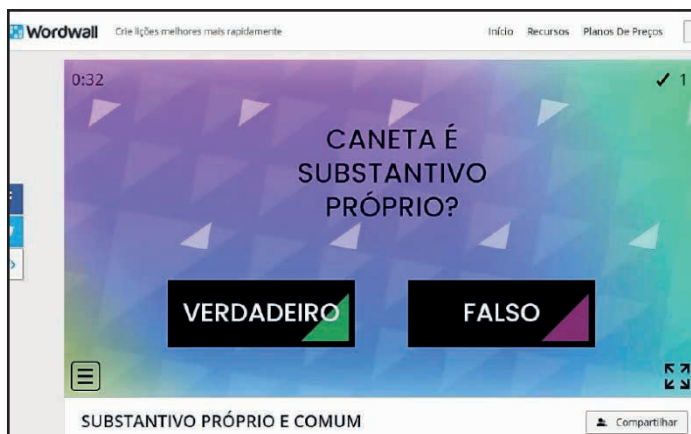 Wordwall Crie lições melhores mais rapidamente Início Recursos Planos De Preços
0:32 ✓ 1
CANETA É
SUBSTANTIVO
PRÓPRIO?
VERDADEIRO FALSO
SUBSTANTIVO PRÓPRIO E COMUM Compartilhar